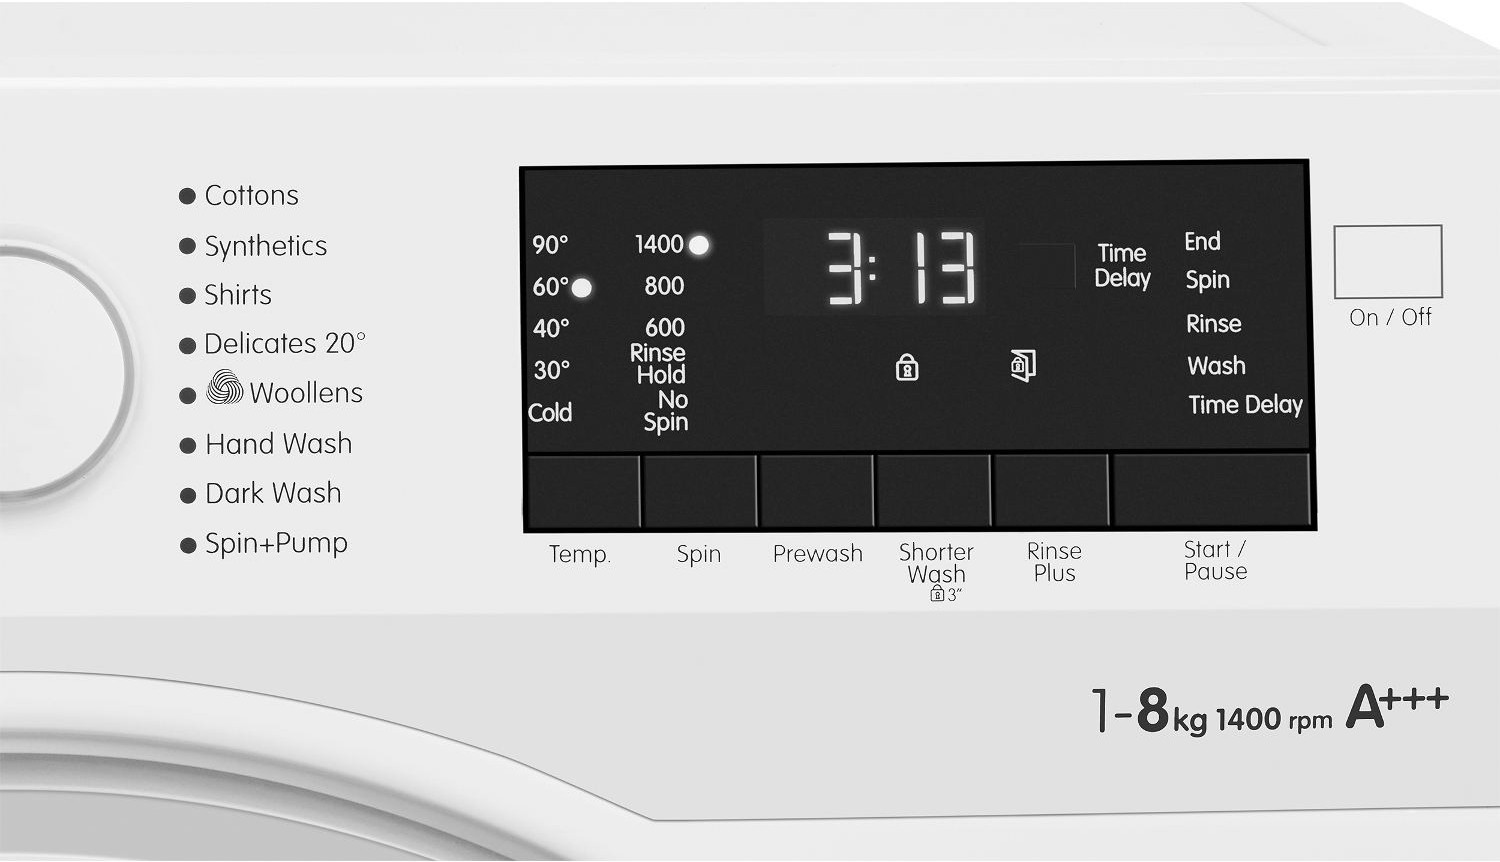 Cottons
Synthetics
Shirts
Delicates 20°
Woollens
Hand Wash
Dark Wash
Spin+Pump
90°
60°
40°
30°
Cold
1400
800
600
Rinse
Hold
No
Spin
3:13
Time
Delay
End
Spin
Rinse
Wash
Time Delay
On / Off
Temp.
Spin
Prewash
Shorter
Wash
3"
Rinse
Plus
Start /
Pause
1-8kg 1400 rpm A+++